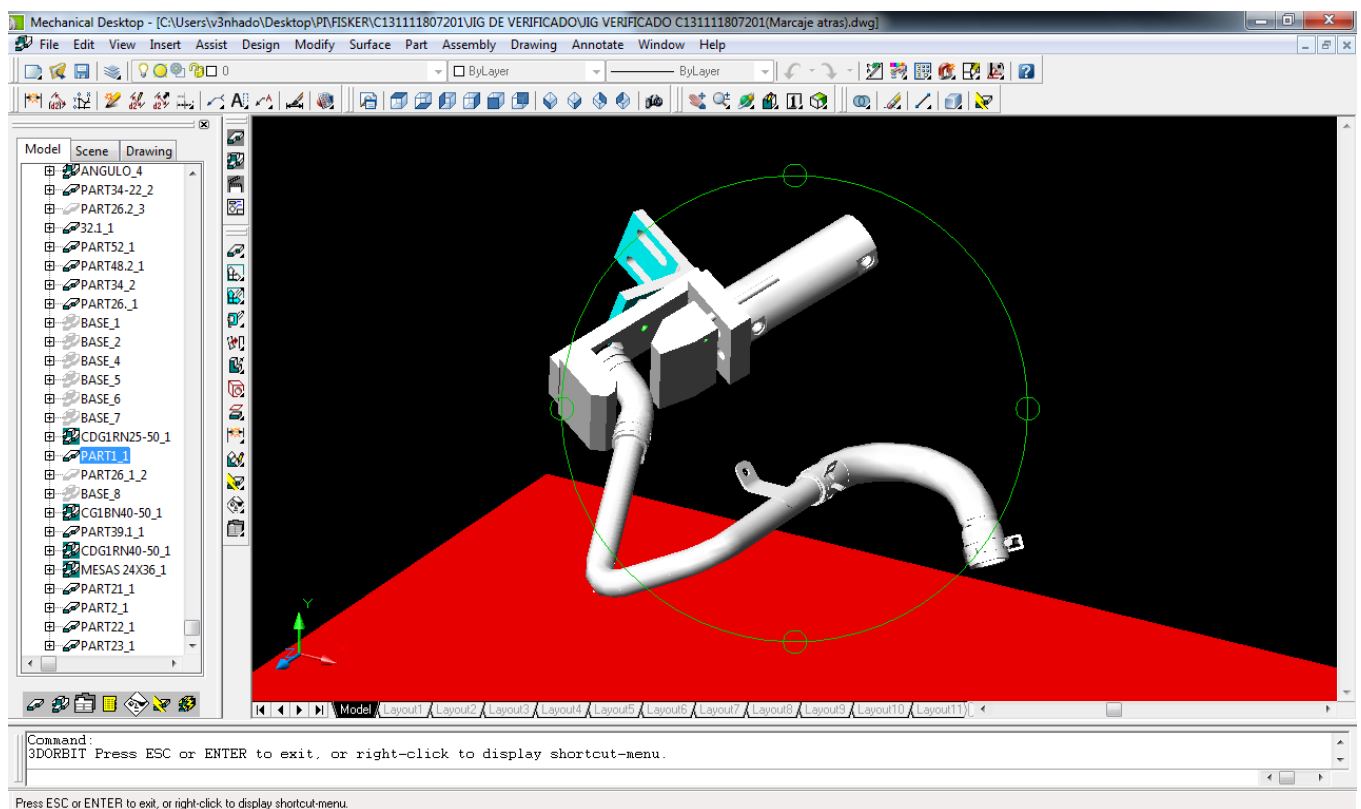 Mechanical Desktop - [C:\Users\v3nhado\Desktop\PI\FISKER\C131111807201\JIG DE VERIFICADO\JIG VERIFICADO C131111807201(Marcaje atras).dwg]
File Edit View Insert Assist Design Modify Surface Part Assembly Drawing Annotate Window Help
0 ByLayer ByLayer
Model Scene Drawing
ANGULO_4
PART34-22_2
PART26.2_3
32.1_1
PART52_1
PART48.2_1
PART34_2
PART26._1
BASE_1
BASE_2
BASE_4
BASE_5
BASE_6
BASE_7
CDG1RN25-50_1
PART1_1
PART26_1_2
BASE_8
CG1BN40-50_1
PART39.1_1
CDG1RN40-50_1
MESAS 24X36_1
PART21_1
PART2_1
PART22_1
PART23_1
Y
Z
Model Layout1 Layout2 Layout3 Layout4 Layout5 Layout6 Layout7 Layout8 Layout9 Layout10 Layout11
Command:
3DORBIT Press ESC or ENTER to exit, or right-click to display shortcut-menu.
Press ESC or ENTER to exit, or right-click to display shortcut-menu.